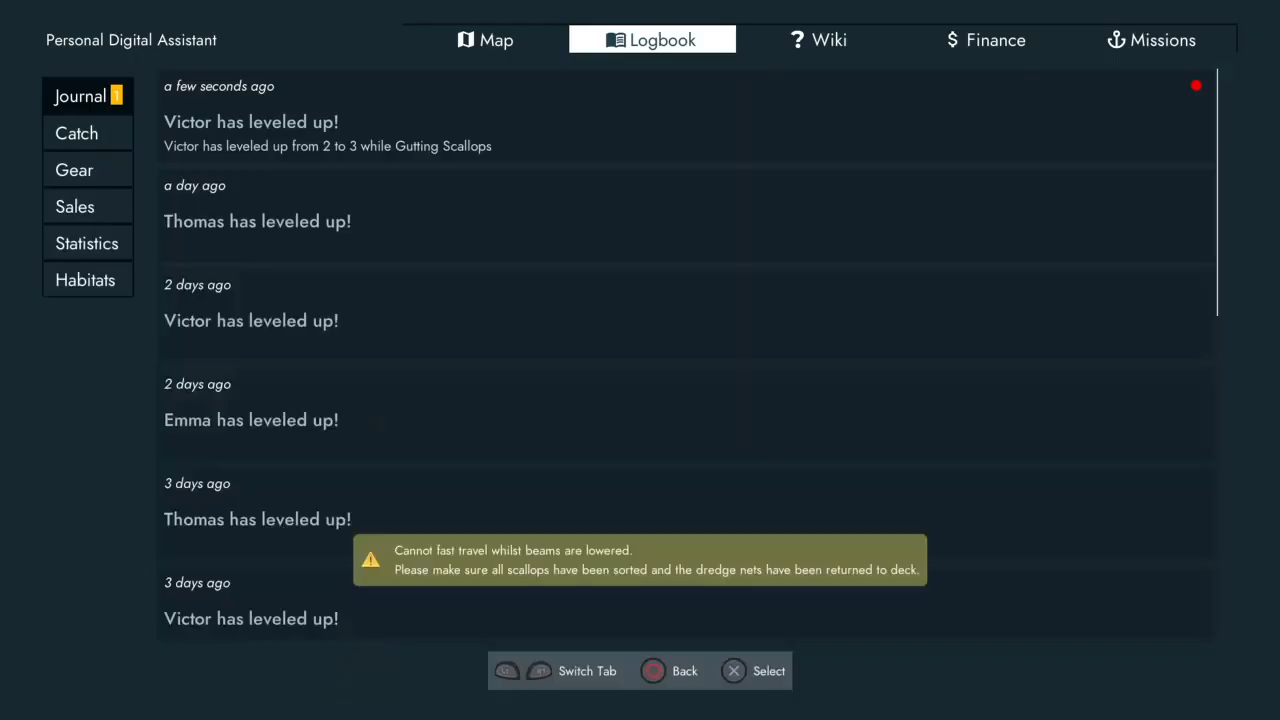 Personal Digital Assistant
Map
Logbook
? Wiki
$ Finance
Missions
Journal 1
Catch
Gear
Sales
Statistics
Habitats
a few seconds ago
Victor has leveled up!
Victor has leveled up from 2 to 3 while Gutting Scallops
a day ago
Thomas has leveled up!
2 days ago
Victor has leveled up!
2 days ago
Emma has leveled up!
3 days ago
Thomas has leveled up!
Cannot fast travel whilst beams are lowered.
Please make sure all scallops have been sorted and the dredge nets have been returned to deck.
3 days ago
Victor has leveled up!
Switch Tab
Back
Select